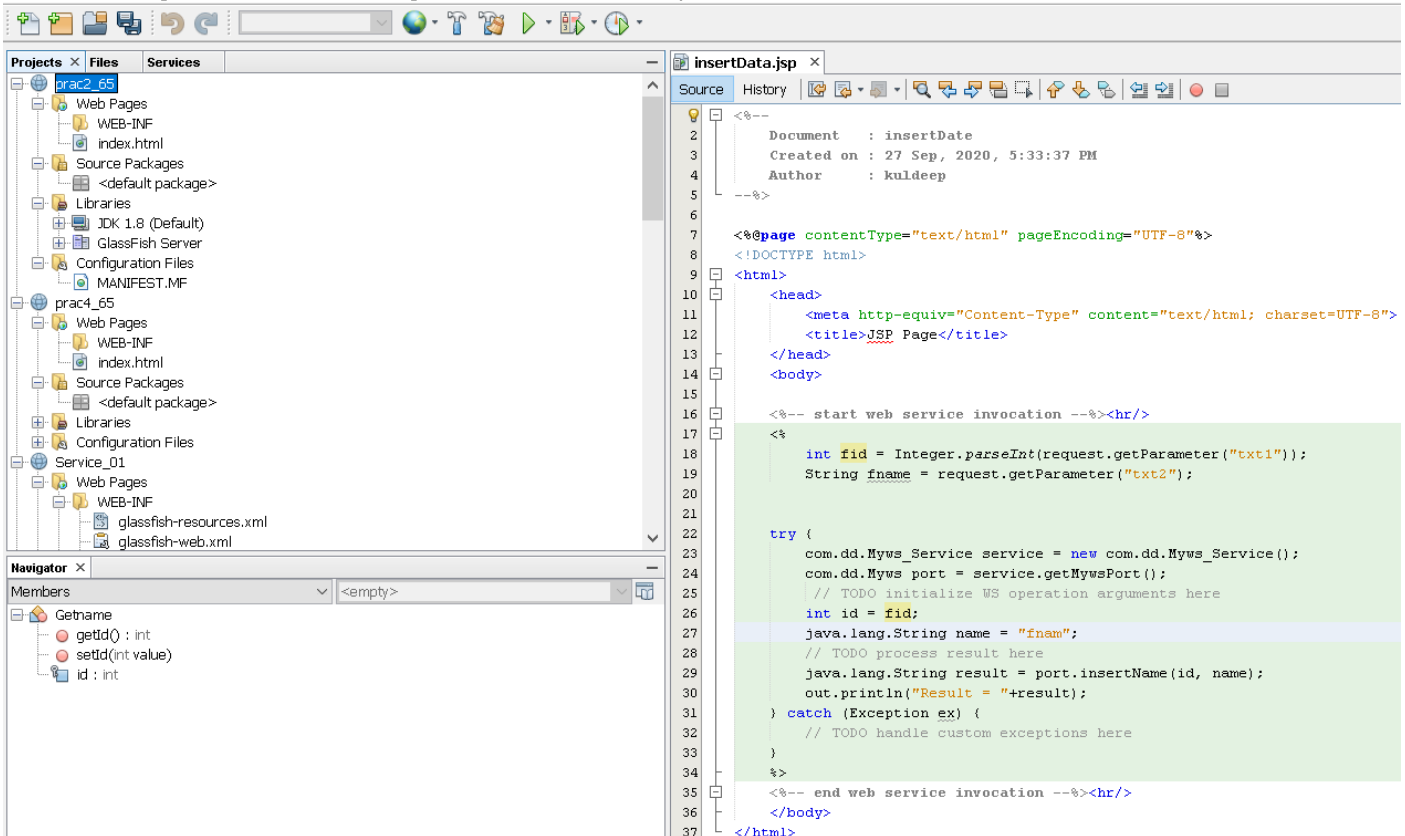 Projects × Files Services
prac2_65
Web Pages
WEB-INF
index.html
Source Packages
<default package>
Libraries
JDK 1.8 (Default)
GlassFish Server
Configuration Files
MANIFEST.MF
prac4_65
Web Pages
WEB-INF
index.html
Source Packages
<default package>
Libraries
Configuration Files
Service_01
Web Pages
WEB-INF
glassfish-resources.xml
glassfish-web.xml
Navigator ×
Members <empty>
Getname
getId() : int
setId(int value)
id : int
insertData.jsp ×
Source History
<%--
2 Document : insertDate
3 Created on : 27 Sep, 2020, 5:33:37 PM
4 Author : kuldeep
5 --%>
6
7 <%@page contentType="text/html" pageEncoding="UTF-8"%>
8 <!DOCTYPE html>
9 <html>
10 <head>
11 <meta http-equiv="Content-Type" content="text/html; charset=UTF-8">
12 <title>JSP Page</title>
13 </head>
14 <body>
15
16 <%-- start web service invocation --%><hr/>
17 <%
18 int fid = Integer.parseInt(request.getParameter("txt1"));
19 String fname = request.getParameter("txt2");
20
21
22 try {
23 com.dd.Myws_Service service = new com.dd.Myws_Service();
24 com.dd.Myws port = service.getMywsPort();
25 // TODO initialize WS operation arguments here
26 int id = fid;
27 java.lang.String name = "fnam";
28 // TODO process result here
29 java.lang.String result = port.insertName(id, name);
30 out.println("Result = "+result);
31 } catch (Exception ex) {
32 // TODO handle custom exceptions here
33 }
34 %>
35 <%-- end web service invocation --%><hr/>
36 </body>
37 </html>